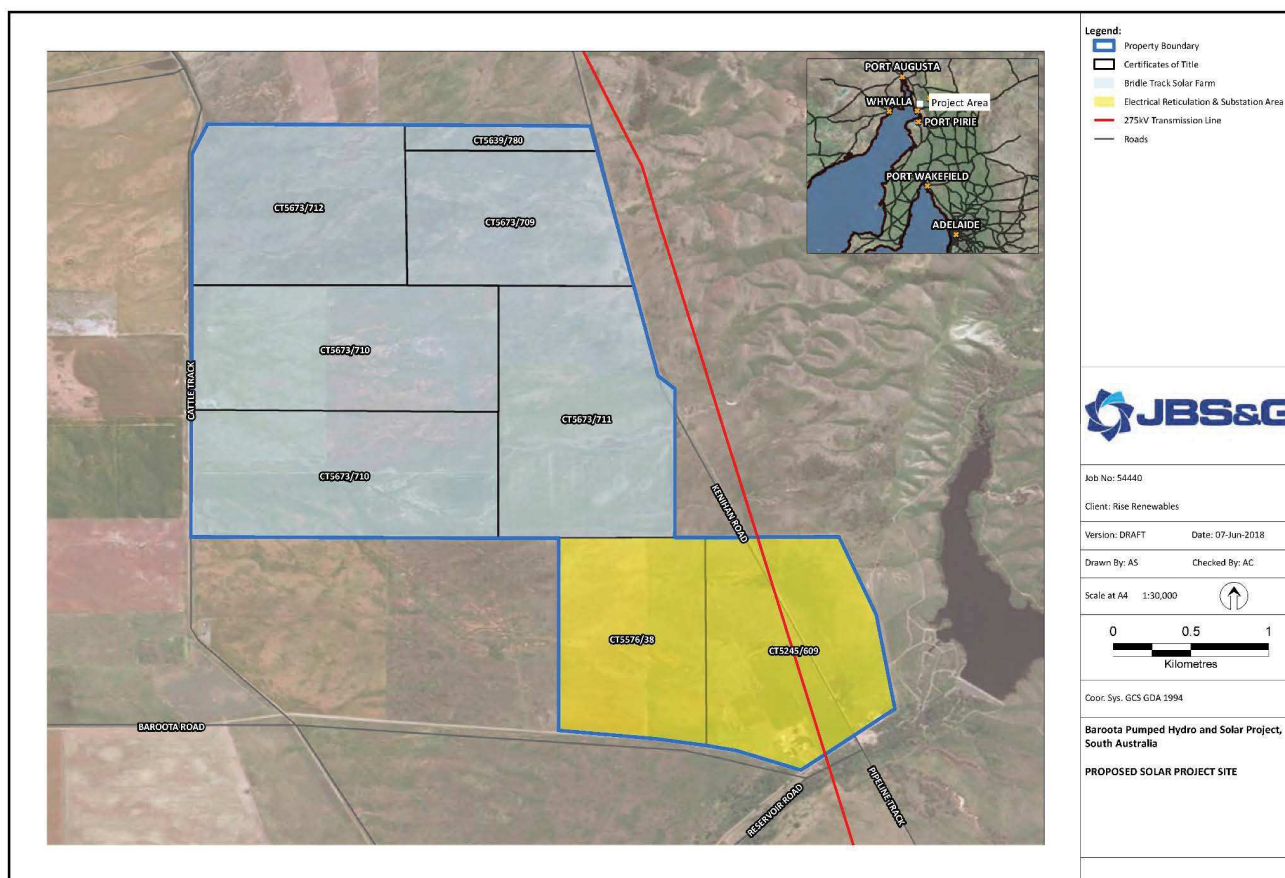 PORT AUGUSTA
WHYALLA
Project Area
PORT PIRIE
PORT WAKEFIELD
ADELAIDE
CT5639/780
CT5673/712
CT5673/709
CT5673/710
CATTLE TRACK
CT5673/711
CT5673/710
KENIHAN ROAD
CT5576/38
CT5245/609
BAROOTA ROAD
RESERVOIR ROAD
PIPELINE TRACK
Legend:
Property Boundary
Certificates of Title
Bridle Track Solar Farm
Electrical Reticulation & Substation Area
275kV Transmission Line
Roads
JBS&G
Job No: 54440
Client: Rise Renewables
Version: DRAFT Date: 07-Jun-2018
Drawn By: AS Checked By: AC
Scale at A4 1:30,000
0 0.5 1
Kilometres
Coor. Sys. GCS GDA 1994
Baroota Pumped Hydro and Solar Project,
South Australia
PROPOSED SOLAR PROJECT SITE